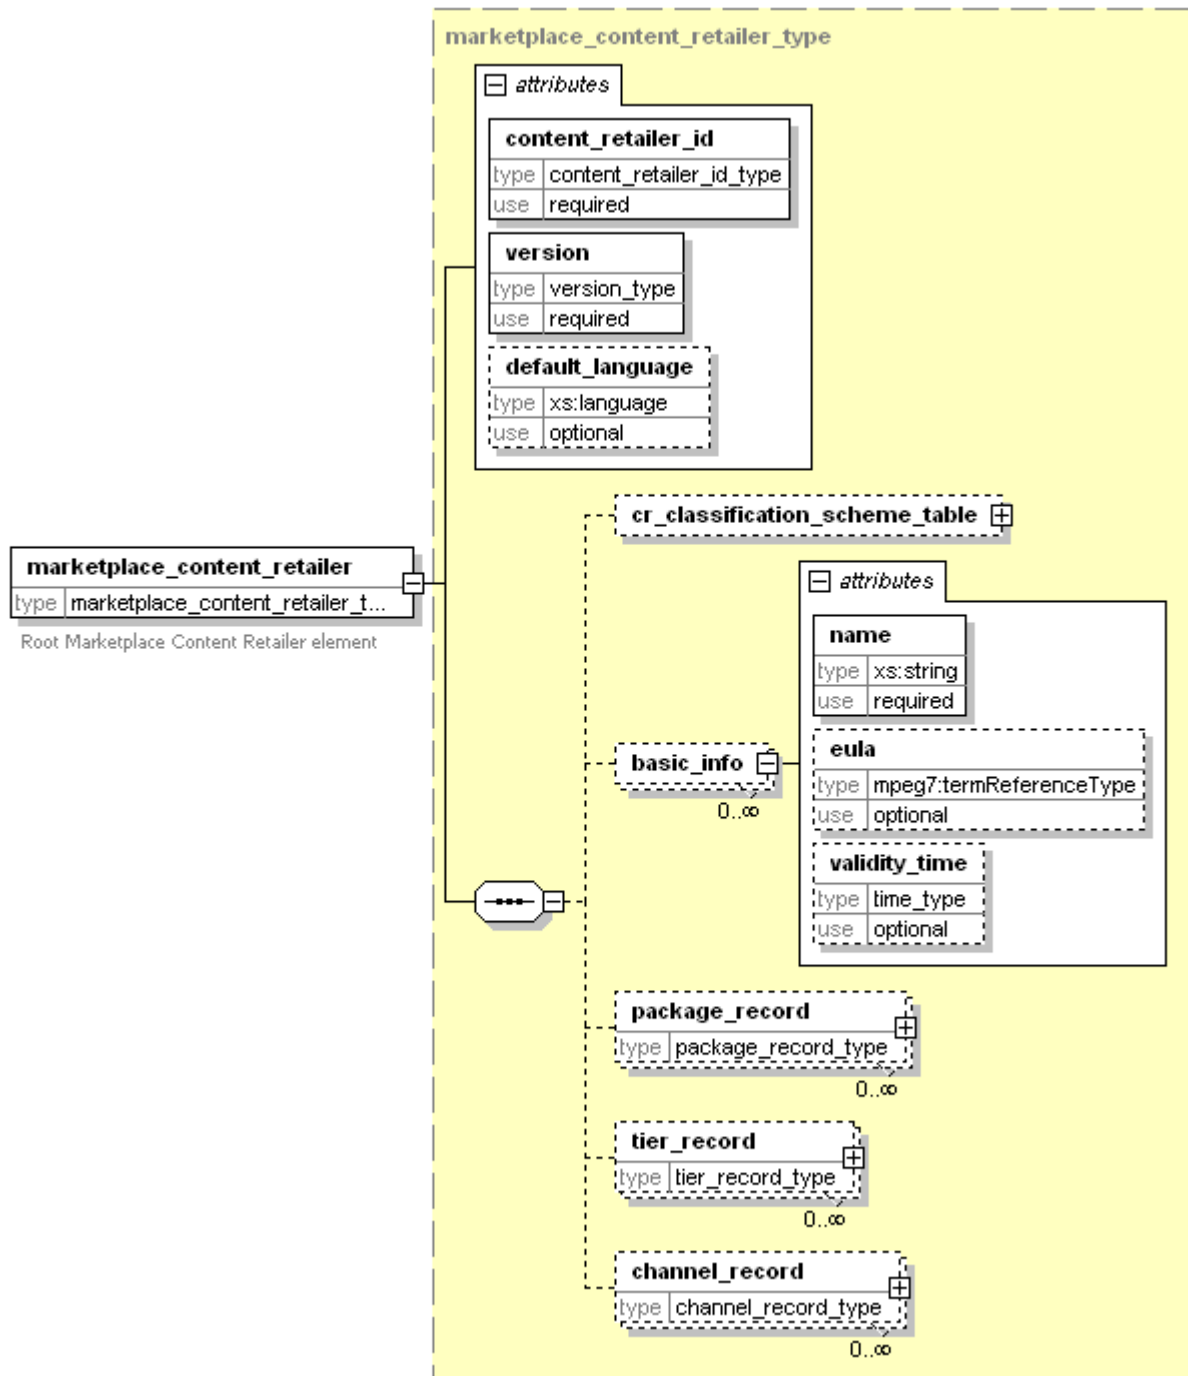 marketplace_content_retailer_type
attributes
content_retailer_id
type content_retailer_id_type
use required
version
type version_type
use required
default_language
type xs:language
use optional
cr_classification_scheme_table
marketplace_content_retailer
type marketplace_content_retailer_t...
Root Marketplace Content Retailer element
attributes
name
type xs:string
use required
eula
type mpeg7:termReferenceType
use optional
validity_time
type time_type
use optional
basic_info
0..∞
package_record
type package_record_type
0..∞
tier_record
type tier_record_type
0..∞
channel_record
type channel_record_type
0..∞